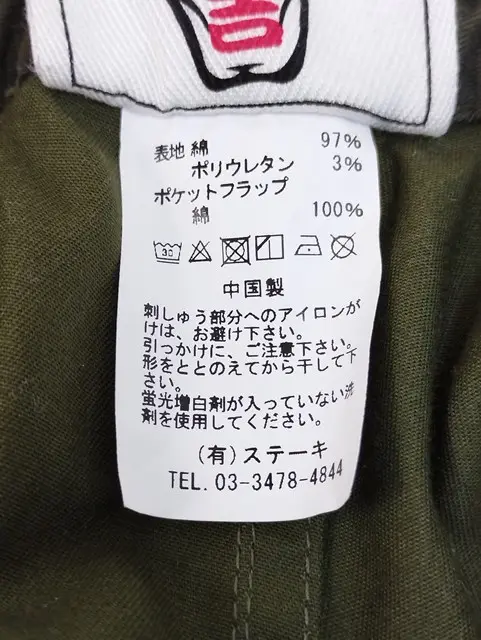 舌
表地 綿 97%
ポリウレタン 3%
ポケットフラップ
綿 100%
30
中国製
刺しゅう部分へのアイロンが
けは、お避け下さい。
引っかけに、ご注意下さい。
形をととのえてから干して下
さい。
蛍光増白剤が入っていない洗
剤を使用してください。
(有)ステーキ
TEL. 03-3478-4844